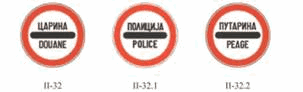 ЦАРИНА
DOUANE
ПОЛИЦИЈА
POLICE
ПУТАРИНА
PEAGE
II-32
II-32.1
II-32.2